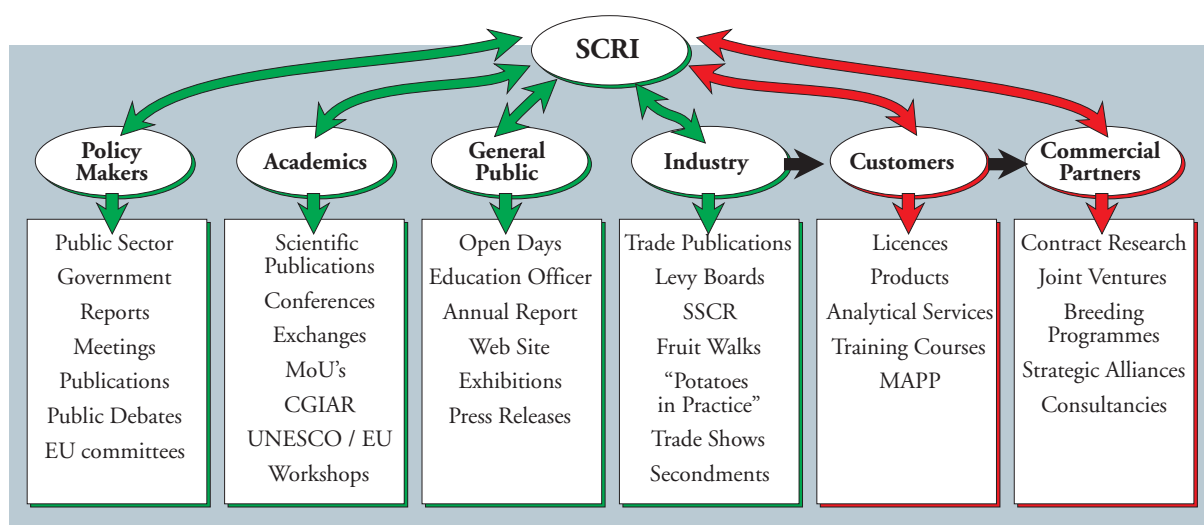 SCRI
Policy
Makers
Academics
General
Public
Industry
Customers
Commercial
Partners
Public Sector
Government
Reports
Meetings
Publications
Public Debates
EU committees
Scientific
Publications
Conferences
Exchanges
MoU’s
CGIAR
UNESCO / EU
Workshops
Open Days
Education Officer
Annual Report
Web Site
Exhibitions
Press Releases
Trade Publications
Levy Boards
SSCR
Fruit Walks
“Potatoes
in Practice”
Trade Shows
Secondments
Licences
Products
Analytical Services
Training Courses
MAPP
Contract Research
Joint Ventures
Breeding
Programmes
Strategic Alliances
Consultancies